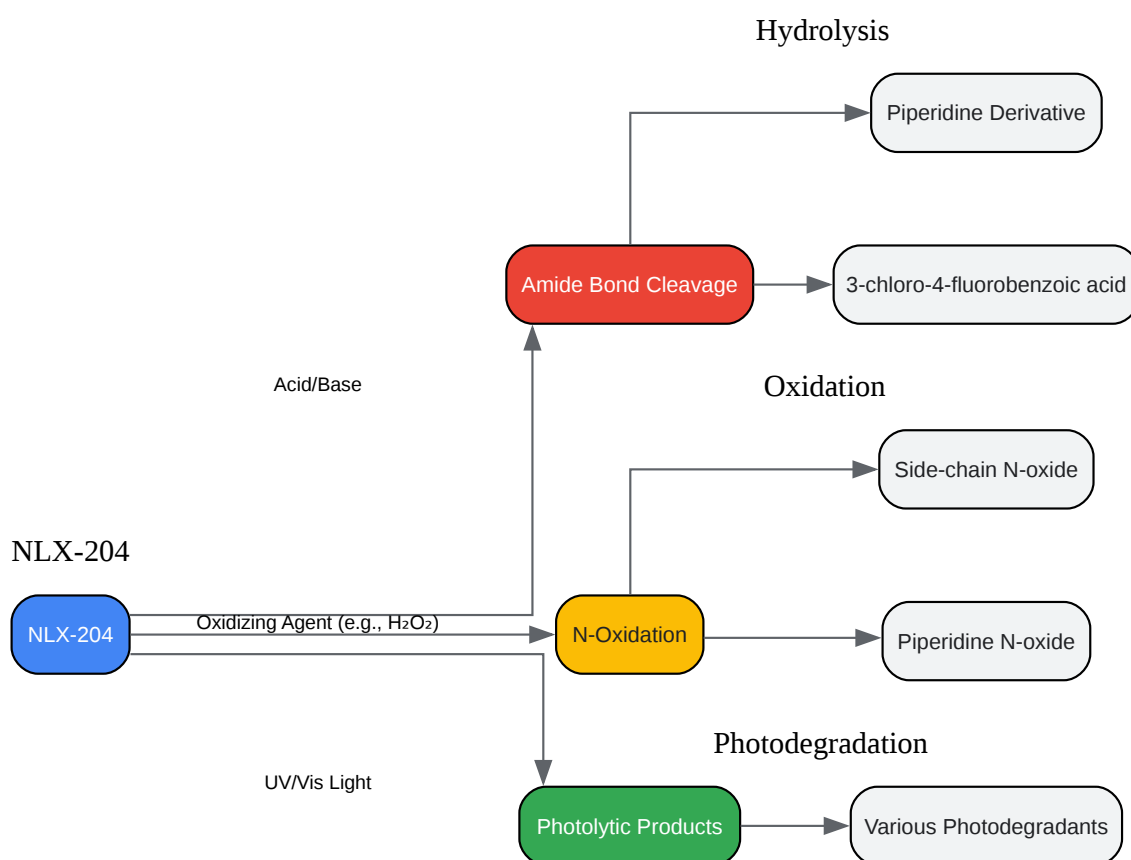 Hydrolysis
Piperidine Derivative
Amide Bond Cleavage
3-chloro-4-fluorobenzoic acid
Acid/Base
Oxidation
Side-chain N-oxide
NLX-204
NLX-204
Oxidizing Agent (e.g., H₂O₂)
N-Oxidation
Piperidine N-oxide
Photodegradation
UV/Vis Light
Photolytic Products
Various Photodegradants